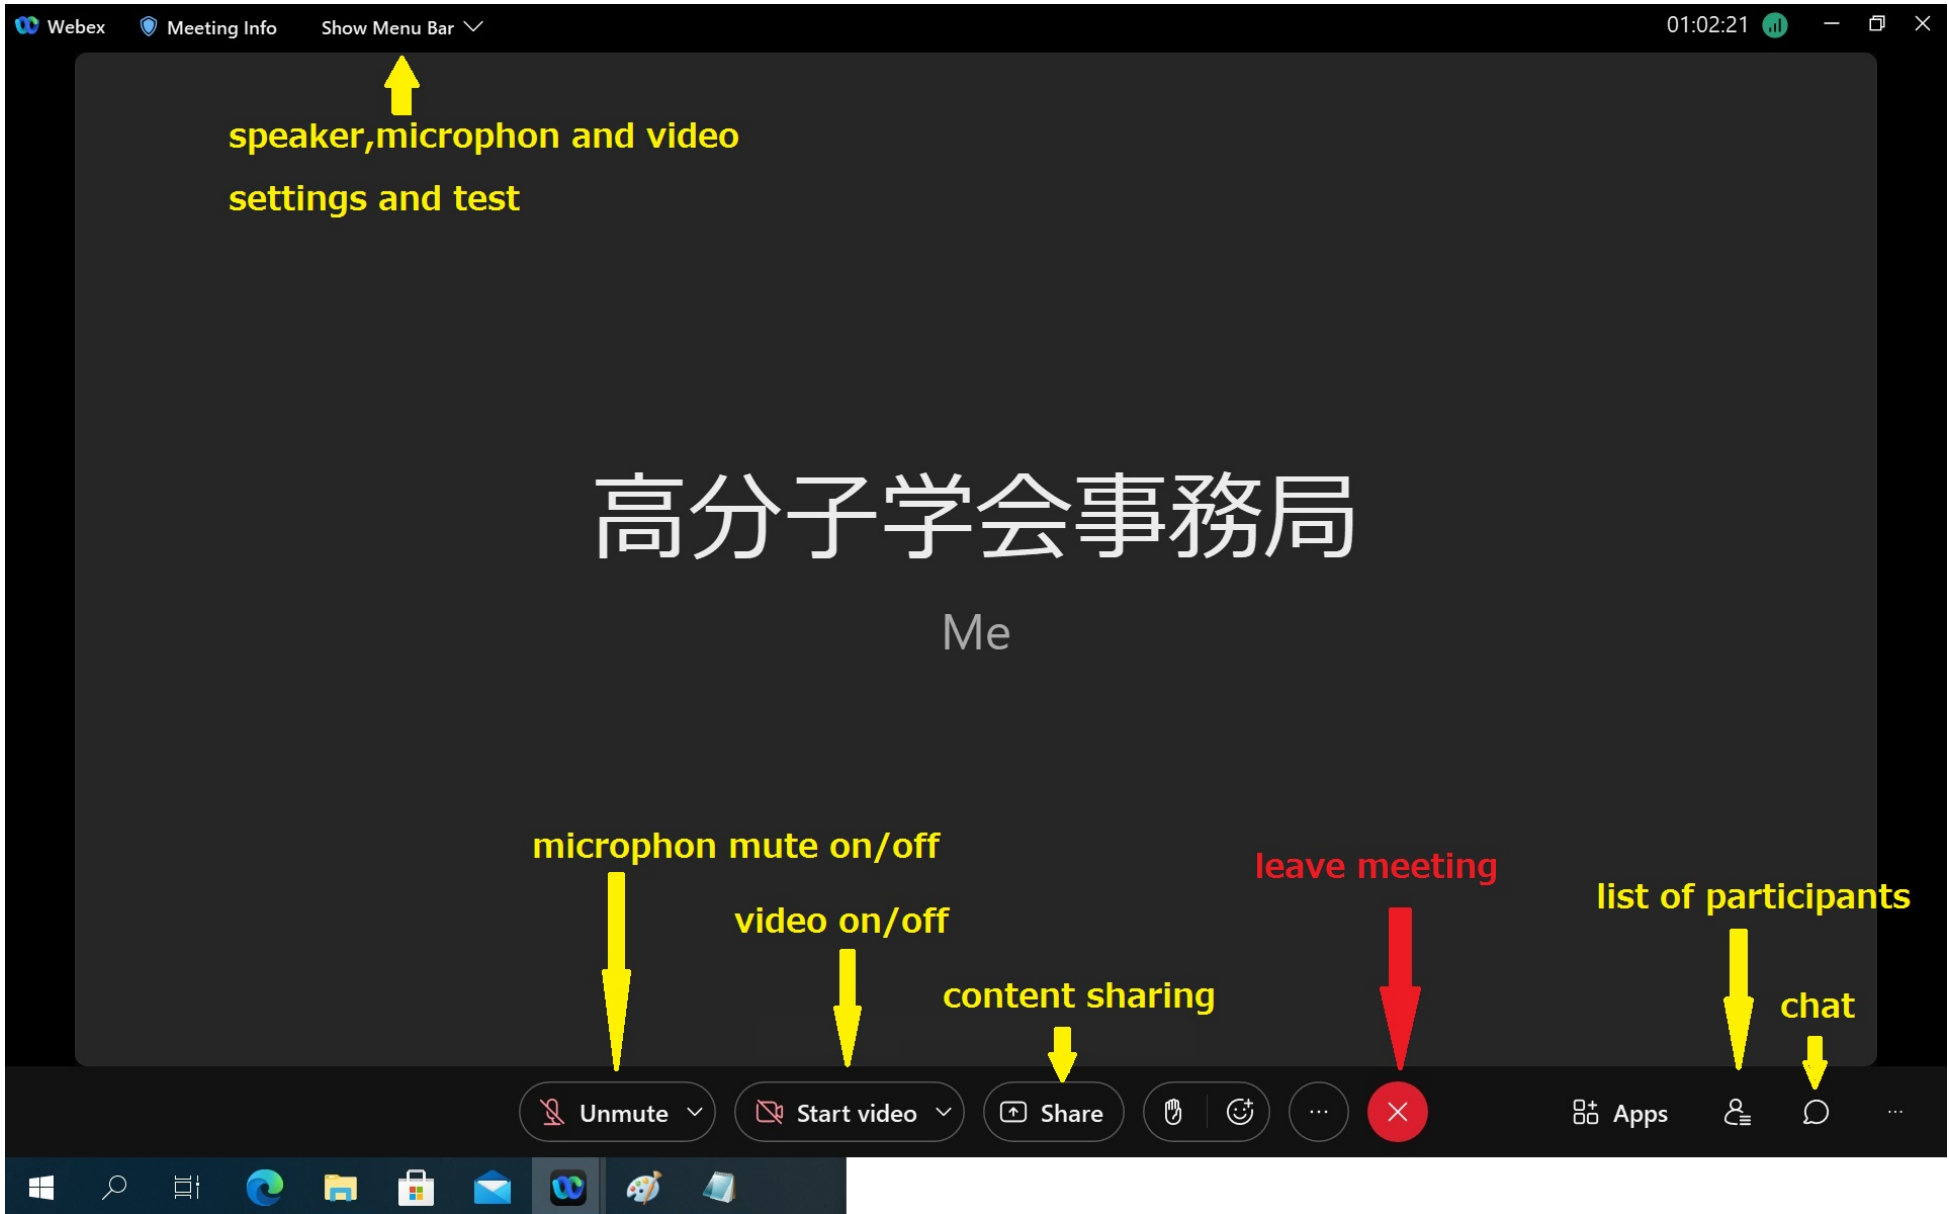 Webex Meeting Info Show Menu Bar 01:02:21
speaker,microphon and video
settings and test
高分子学会事務局
Me
microphon mute on/off
leave meeting
list of participants
video on/off
content sharing
chat
Unmute Start video Share Apps